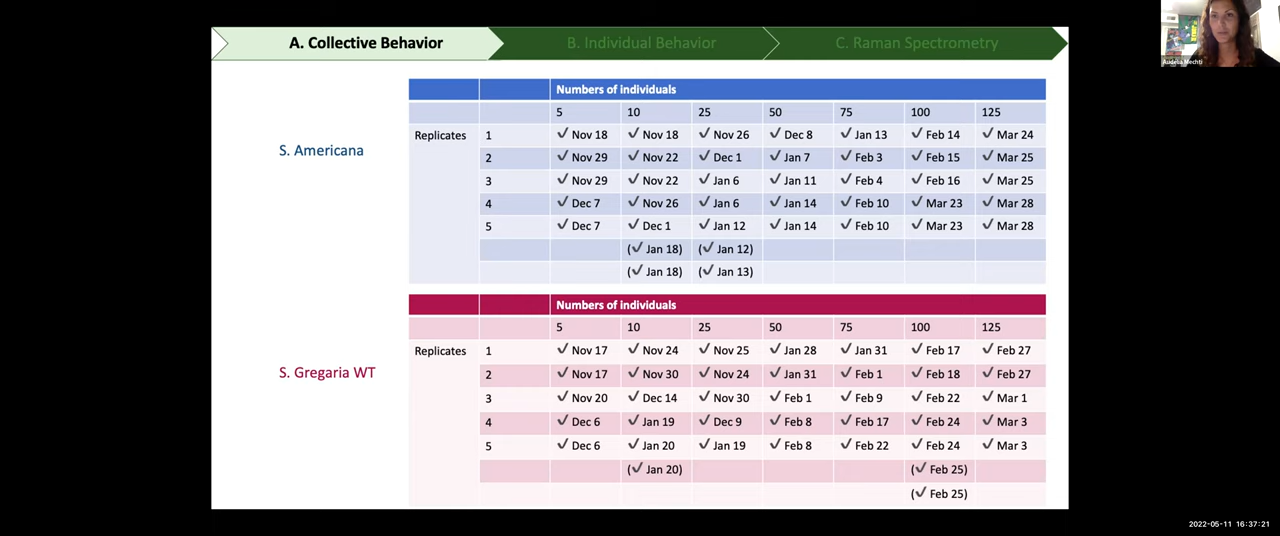 A. Collective Behavior B. Individual Behavior C. Raman Spectrometry
Numbers of individuals
5 10 25 50 75 100 125
S. Americana
Replicates 1 ✓ Nov 18 ✓ Nov 18 ✓ Nov 26 ✓ Dec 8 ✓ Jan 13 ✓ Feb 14 ✓ Mar 24
2 ✓ Nov 29 ✓ Nov 22 ✓ Dec 1 ✓ Jan 7 ✓ Feb 3 ✓ Feb 15 ✓ Mar 25
3 ✓ Nov 29 ✓ Nov 22 ✓ Jan 6 ✓ Jan 11 ✓ Feb 4 ✓ Feb 16 ✓ Mar 25
4 ✓ Dec 7 ✓ Nov 26 ✓ Jan 6 ✓ Jan 14 ✓ Feb 10 ✓ Mar 23 ✓ Mar 28
5 ✓ Dec 7 ✓ Dec 1 ✓ Jan 12 ✓ Jan 14 ✓ Feb 10 ✓ Mar 23 ✓ Mar 28
(✓ Jan 18) (✓ Jan 12)
(✓ Jan 18) (✓ Jan 13)
Numbers of individuals
5 10 25 50 75 100 125
S. Gregaria WT
Replicates 1 ✓ Nov 17 ✓ Nov 24 ✓ Nov 25 ✓ Jan 28 ✓ Jan 31 ✓ Feb 17 ✓ Feb 27
2 ✓ Nov 17 ✓ Nov 30 ✓ Nov 24 ✓ Jan 31 ✓ Feb 1 ✓ Feb 18 ✓ Feb 27
3 ✓ Nov 20 ✓ Dec 14 ✓ Nov 30 ✓ Feb 1 ✓ Feb 9 ✓ Feb 22 ✓ Mar 1
4 ✓ Dec 6 ✓ Jan 19 ✓ Dec 9 ✓ Feb 8 ✓ Feb 17 ✓ Feb 24 ✓ Mar 3
5 ✓ Dec 6 ✓ Jan 20 ✓ Jan 19 ✓ Feb 8 ✓ Feb 22 ✓ Feb 24 ✓ Mar 3
(✓ Jan 20) (✓ Feb 25)
(✓ Feb 25)
2022-05-11 16:37:21